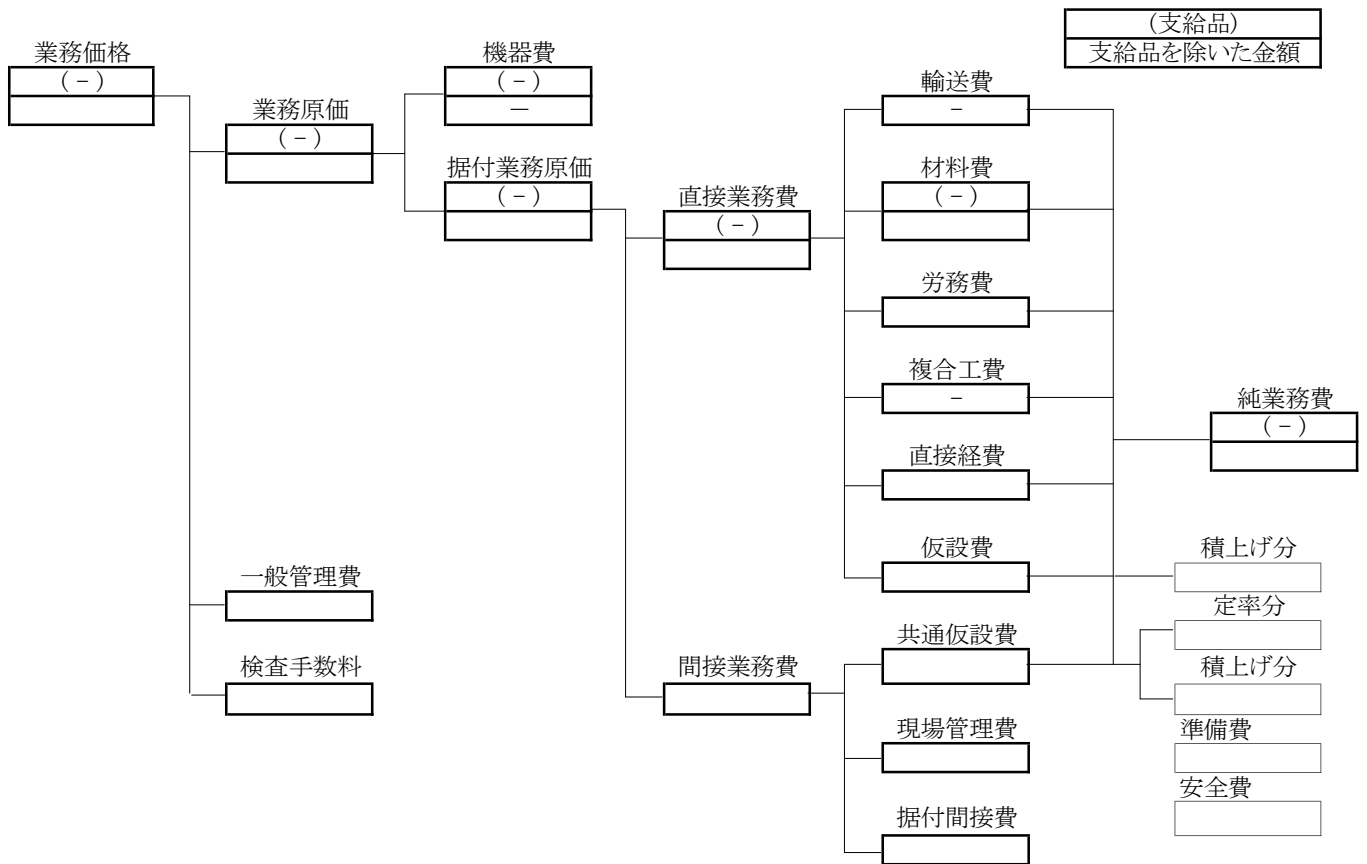 (支給品)
支給品を除いた金額
業務価格
(-)
業務原価
(-)
機器費
(-)
－
据付業務原価
(-)
直接業務費
(-)
輸送費
-
材料費
(-)
労務費
複合工費
-
直接経費
純業務費
(-)
仮設費
積上げ分
一般管理費
定率分
共通仮設費
検査手数料
間接業務費
積上げ分
現場管理費
準備費
安全費
据付間接費